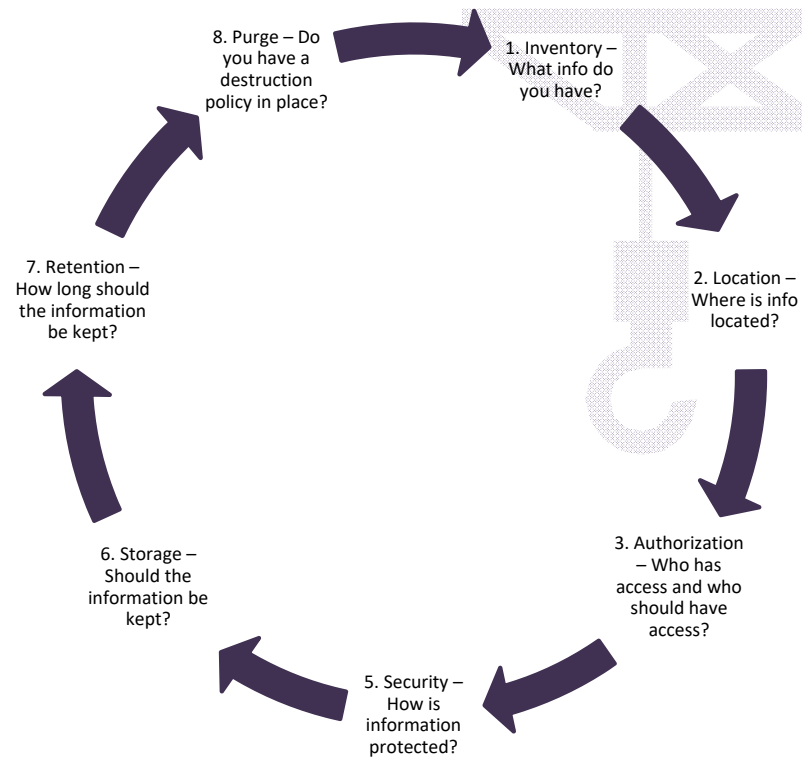 8. Purge – Do
you have a
destruction
policy in place?
1. Inventory –
What info do
you have?
2. Location –
Where is info
located?
3. Authorization
– Who has
access and who
should have
access?
5. Security –
How is
information
protected?
6. Storage –
Should the
information be
kept?
7. Retention –
How long should
the information
be kept?